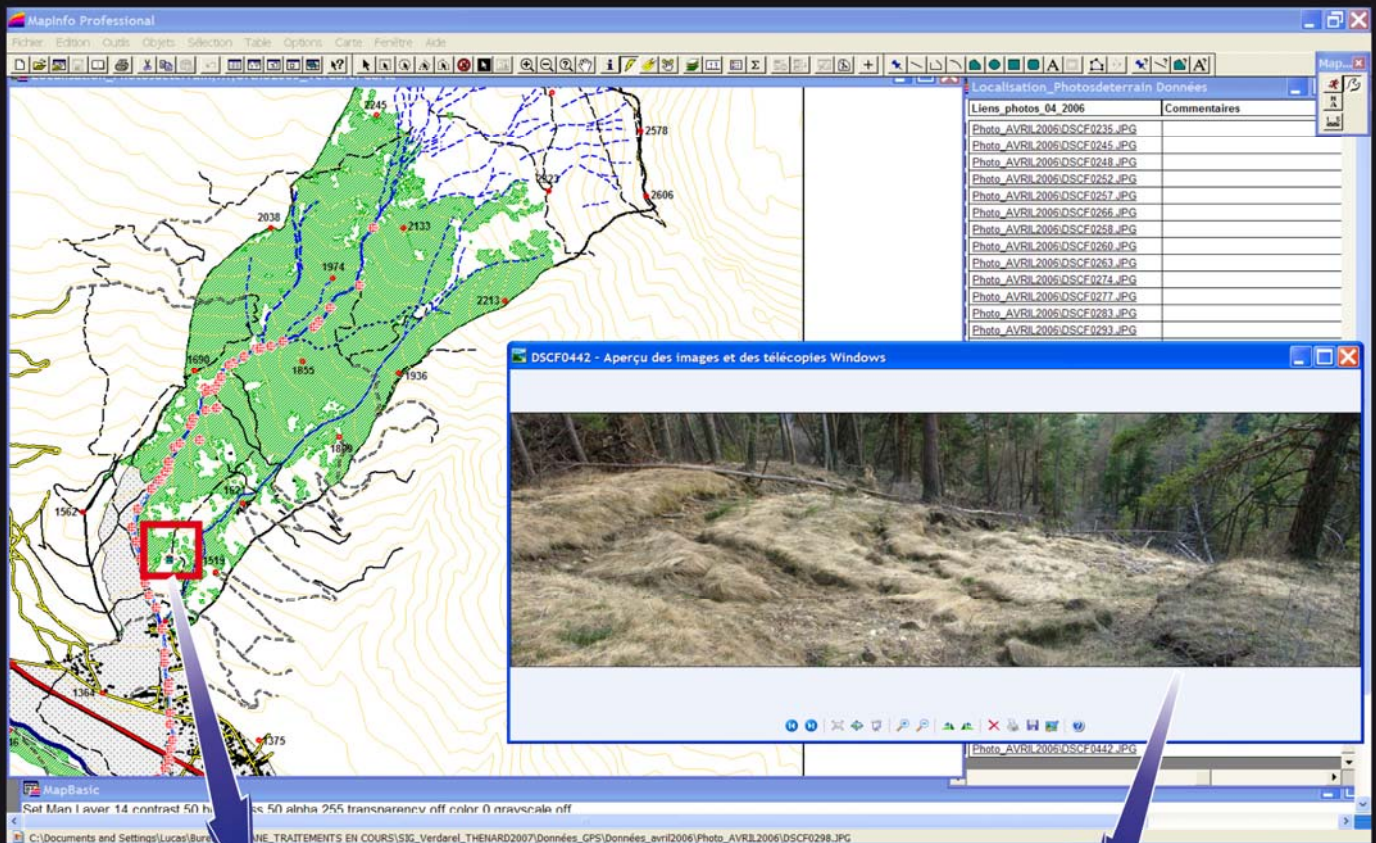 MapInfo Professional
Fichier Edition Outils Objets Sélection Table Options Carte Fenêtre Aide
Map...
Localisation_Photosdeterrain Données
Liens_photos_04_2006 Commentaires
Photo_AVRIL2006\DSCF0235.JPG
Photo_AVRIL2006\DSCF0245.JPG
Photo_AVRIL2006\DSCF0248.JPG
Photo_AVRIL2006\DSCF0252.JPG
Photo_AVRIL2006\DSCF0257.JPG
Photo_AVRIL2006\DSCF0266.JPG
Photo_AVRIL2006\DSCF0258.JPG
Photo_AVRIL2006\DSCF0260.JPG
Photo_AVRIL2006\DSCF0263.JPG
Photo_AVRIL2006\DSCF0274.JPG
Photo_AVRIL2006\DSCF0277.JPG
Photo_AVRIL2006\DSCF0283.JPG
Photo_AVRIL2006\DSCF0293.JPG
2245
2578
2606
2038
2133
1974
2213
1690
1855
1936
1562
1519
1364
1375
DSCF0442 - Aperçu des images et des télécopies Windows
Photo_AVRIL2006\DSCF0442.JPG
MapBasic
Set Map Layer 14 contrast 50 50 alpha 255 transparency off color 0 grayscale off
C:\Documents and Settings\Lucas\ TRAITEMENTS EN COURS\SIG_Verdarel_THENARD2007\Données_GPS\Données_avril2006\Photo_AVRIL2006\DSCF0298.JPG